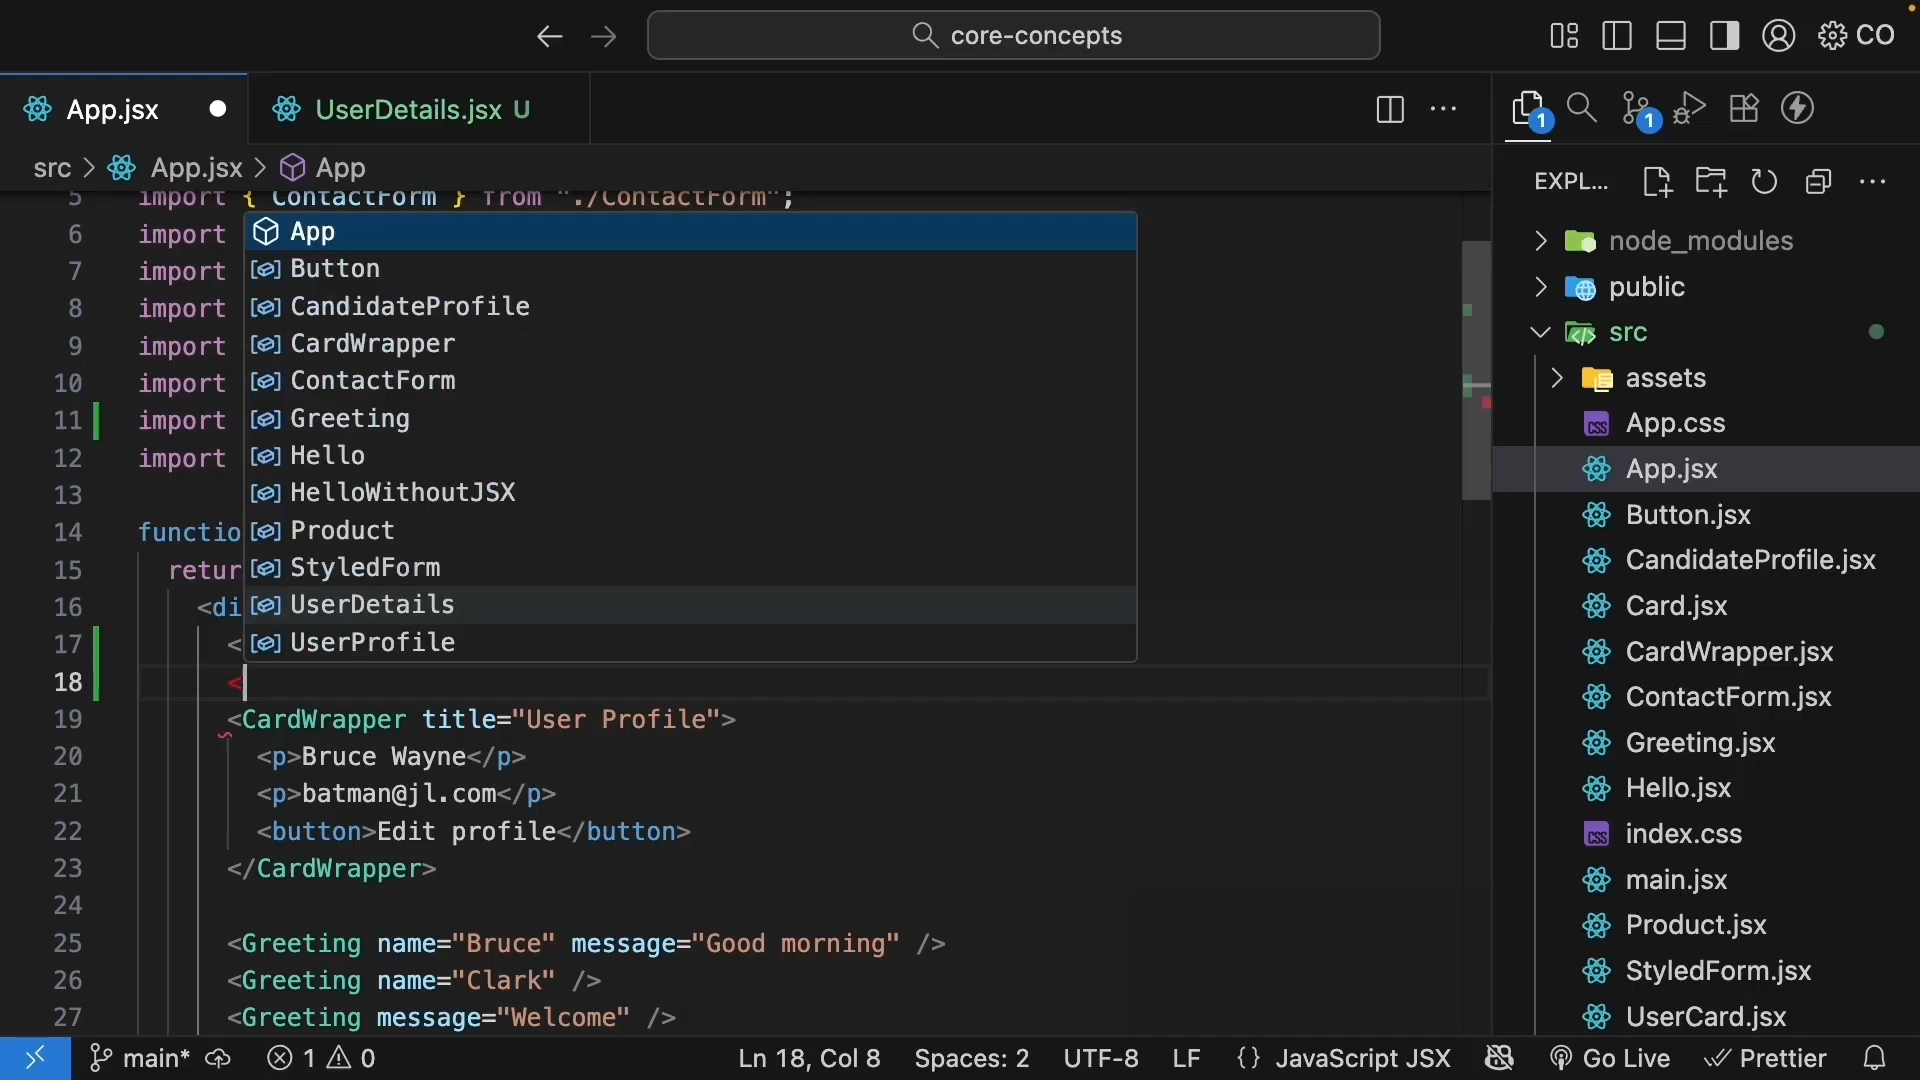 core-concepts
CO
App.jsx
UserDetails.jsx U
1
1
src > App.jsx > App
EXPL...
5 import { ContactForm } from "./ContactForm";
6 import
7 import
8 import
9 import
10 import
11 import
12 import
13
14 functio
15 retur
16 <di
17 <
18 <
App
Button
CandidateProfile
CardWrapper
ContactForm
Greeting
Hello
HelloWithoutJSX
Product
StyledForm
UserDetails
UserProfile
19 <CardWrapper title="User Profile">
20 <p>Bruce Wayne</p>
21 <p>batman@jl.com</p>
22 <button>Edit profile</button>
23 </CardWrapper>
24
25 <Greeting name="Bruce" message="Good morning" />
26 <Greeting name="Clark" />
27 <Greeting message="Welcome" />
node_modules
public
src
assets
App.css
App.jsx
Button.jsx
CandidateProfile.jsx
Card.jsx
CardWrapper.jsx
ContactForm.jsx
Greeting.jsx
Hello.jsx
index.css
main.jsx
Product.jsx
StyledForm.jsx
UserCard.jsx
main* 1 0 Ln 18, Col 8 Spaces: 2 UTF-8 LF {} JavaScript JSX Go Live Prettier